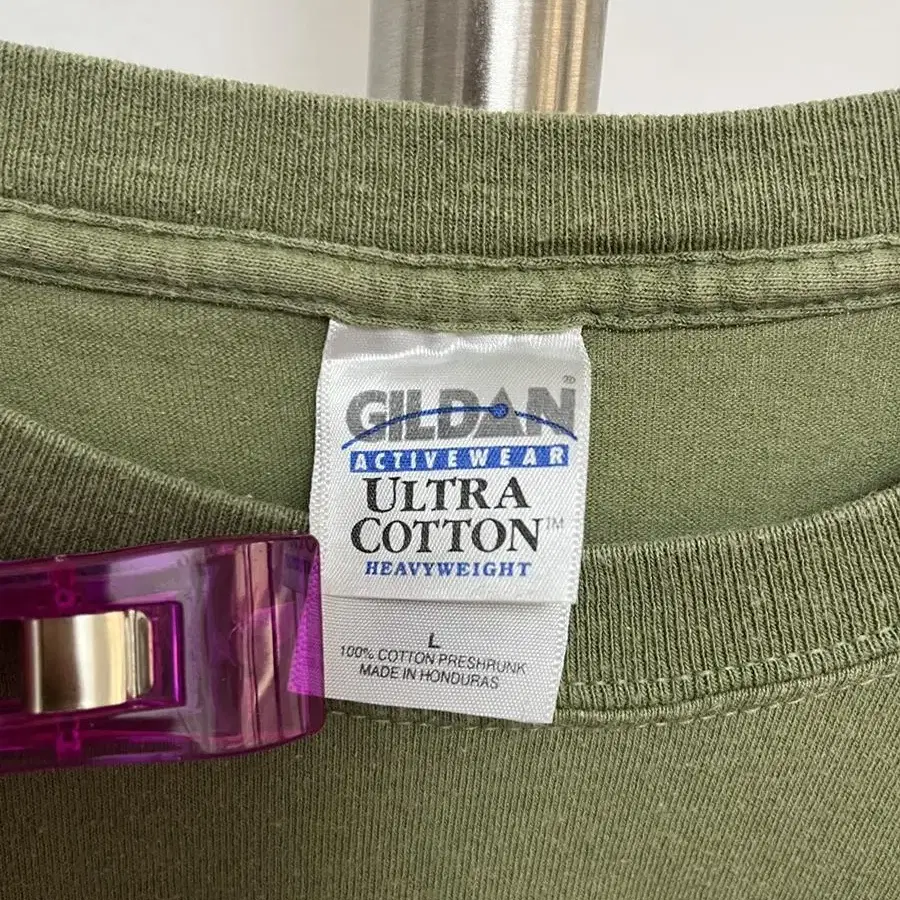 GILDAN®
ACTIVEWEAR
ULTRA
COTTON™
HEAVYWEIGHT
L
100% COTTON PRESHRUNK
MADE IN HONDURAS